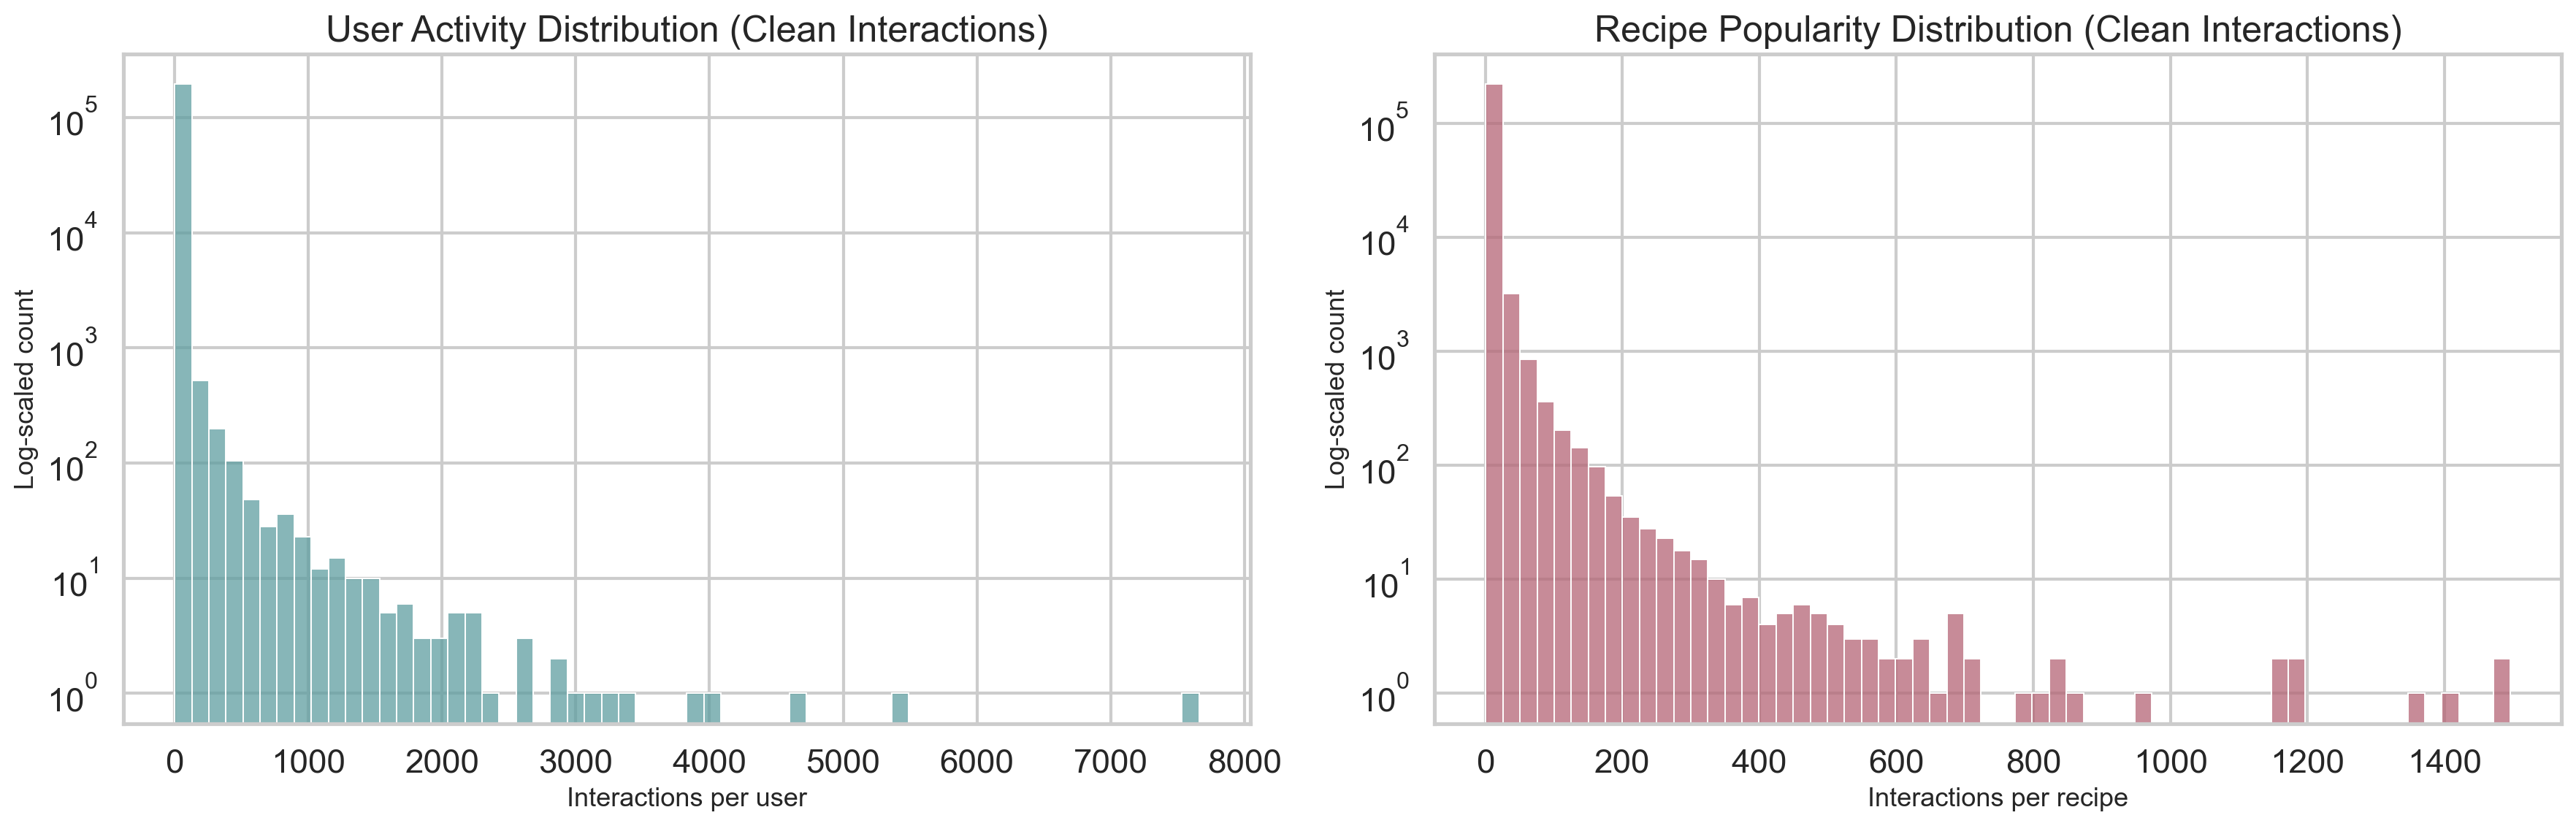 User Activity Distribution (Clean Interactions)
Log-scaled count
10^5
10^4
10^3
10^2
10^1
10^0
0 1000 2000 3000 4000 5000 6000 7000 8000
Interactions per user
Recipe Popularity Distribution (Clean Interactions)
Log-scaled count
10^5
10^4
10^3
10^2
10^1
10^0
0 200 400 600 800 1000 1200 1400
Interactions per recipe